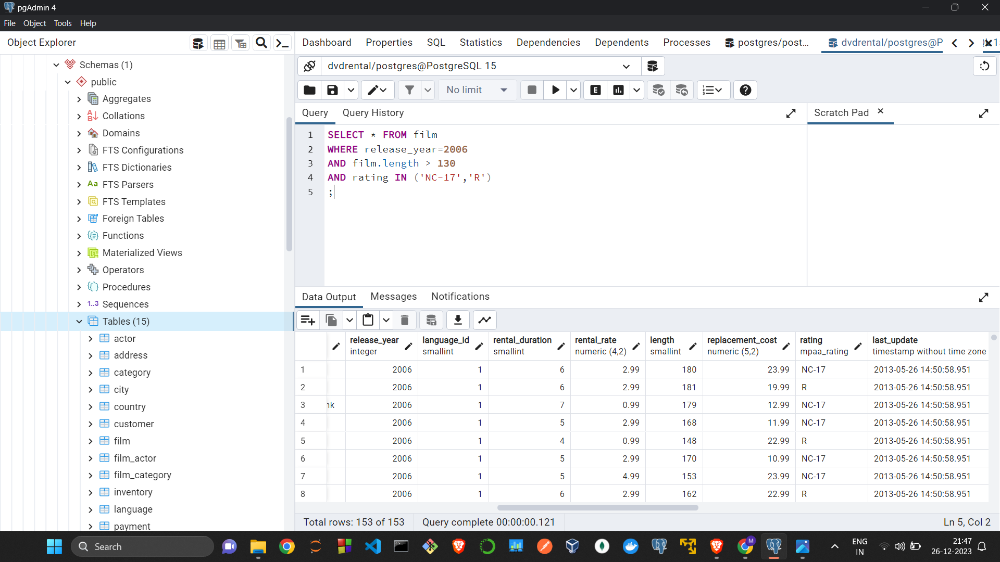 pgAdmin 4
File Object Tools Help
Object Explorer
Dashboard Properties SQL Statistics Dependencies Dependents Processes postgres/post... dvdrental/postgres@P
dvdrental/postgres@PostgreSQL 15
No limit
E
Query Query History
Scratch Pad
1 SELECT * FROM film
2 WHERE release_year=2006
3 AND film.length > 130
4 AND rating IN ('NC-17','R')
5 ;
Schemas (1)
public
Aggregates
Collations
Domains
FTS Configurations
FTS Dictionaries
Aa FTS Parsers
FTS Templates
Foreign Tables
Functions
Materialized Views
Operators
Procedures
1..3 Sequences
Tables (15)
actor
address
category
city
country
customer
film
film_actor
film_category
inventory
language
payment
Data Output Messages Notifications
release_year language_id rental_duration rental_rate length replacement_cost rating last_update
integer smallint smallint numeric (4,2) smallint numeric (5,2) mpaa_rating timestamp without time zone
1 2006 1 6 2.99 180 23.99 NC-17 2013-05-26 14:50:58.951
2 2006 1 6 2.99 181 19.99 R 2013-05-26 14:50:58.951
3 nk 2006 1 7 0.99 179 12.99 NC-17 2013-05-26 14:50:58.951
4 2006 1 5 2.99 168 11.99 NC-17 2013-05-26 14:50:58.951
5 2006 1 4 0.99 148 22.99 R 2013-05-26 14:50:58.951
6 2006 1 5 2.99 170 10.99 NC-17 2013-05-26 14:50:58.951
7 2006 1 5 4.99 153 23.99 NC-17 2013-05-26 14:50:58.951
8 2006 1 6 2.99 162 22.99 R 2013-05-26 14:50:58.951
Total rows: 153 of 153 Query complete 00:00:00.121 Ln 5, Col 2
Search
M
ENG
IN
21:47
26-12-2023